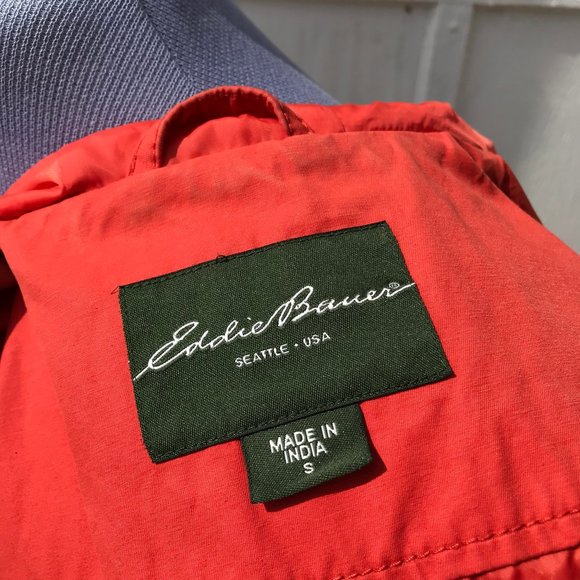 Eddie Bauer®
SEATTLE · USA
MADE IN
INDIA
S